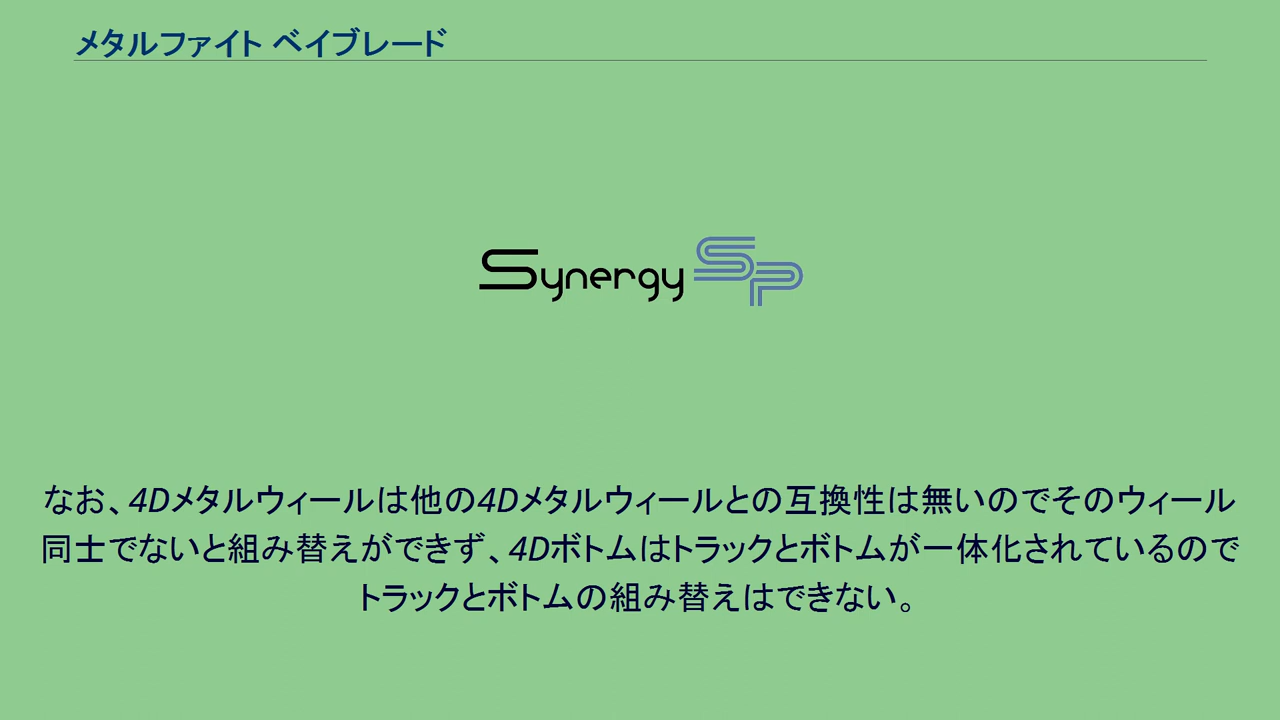 メタルファイト ベイブレード
Synergy SP
なお、4Dメタルウィールは他の4Dメタルウィールとの互換性は無いのでそのウィール
同士でないと組み替えができず、4Dボトムはトラックとボトムが一体化されているので
トラックとボトムの組み替えはできない。